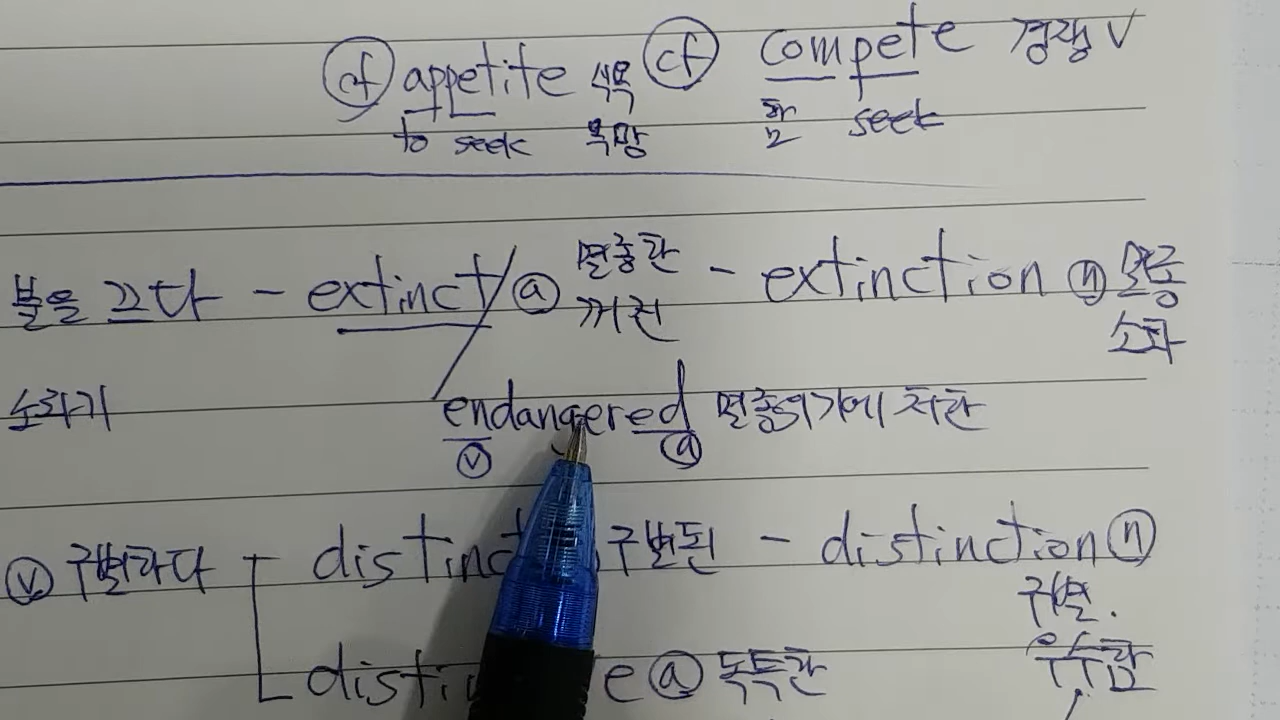 cf appetite 식욕 cf compete 경쟁 v
to seek 욕망 함 seek
불을 끄다 - extinct a 멸종한 - extinction n 멸종
꺼진 소화
소화기 endangered 멸종위기에 처한
v a
v 구별하다 distinct 구별된 - distinction n
구별.
a 독특한 우수함